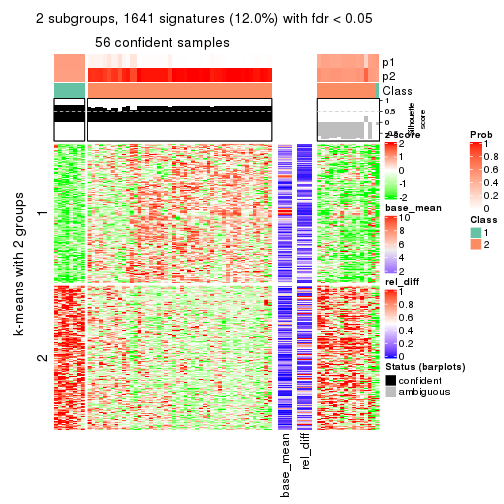 2 subgroups, 1641 signatures (12.0%) with fdr < 0.05
56 confident samples
p1
p2
Class
1
0.5
0
Silhouette
score
z-score
2
1
0
-1
-2
Prob
1
0.8
0.6
0.4
0.2
0
Class
1
2
base_mean
10
8
6
4
2
rel_diff
1
0.8
0.6
0.4
0.2
0
Status (barplots)
confident
ambiguous
k-means with 2 groups
1
2
base_mean
rel_diff